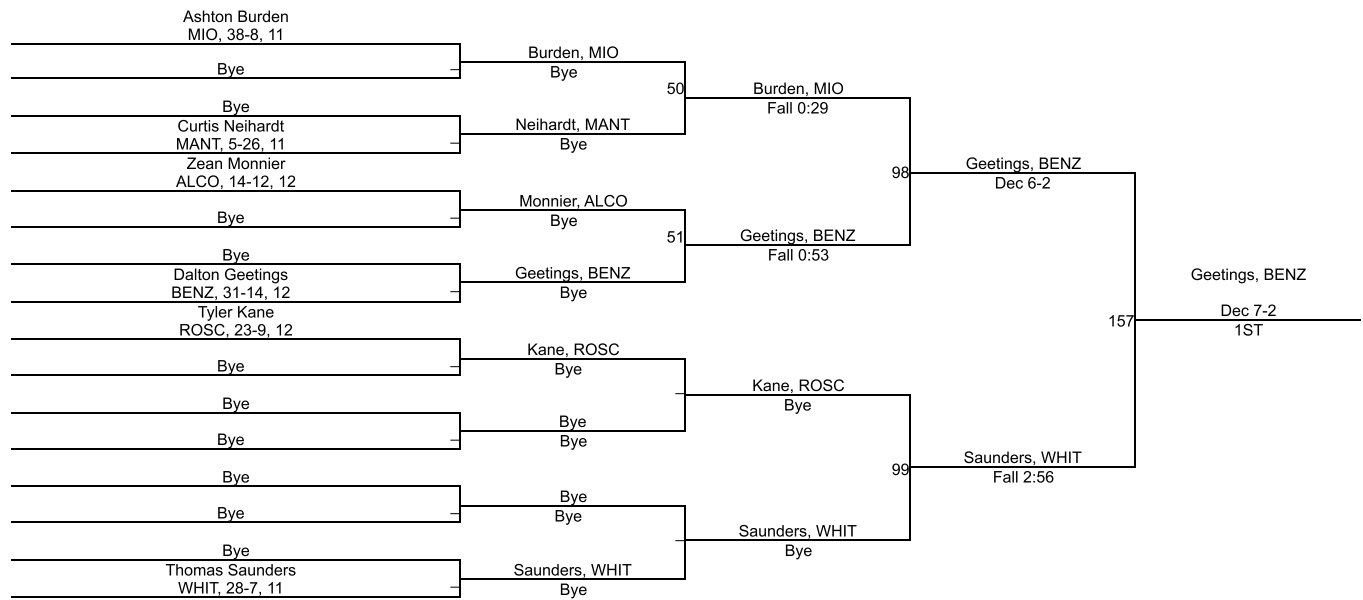 Ashton Burden
MIO, 38-8, 11
Bye
Bye
Curtis Neihardt
MANT, 5-26, 11
Zean Monnier
ALCO, 14-12, 12
Bye
Bye
Dalton Geetings
BENZ, 31-14, 12
Tyler Kane
ROSC, 23-9, 12
Bye
Bye
Bye
Bye
Bye
Bye
Thomas Saunders
WHIT, 28-7, 11
Burden, MIO
Bye
Neihardt, MANT
Bye
Monnier, ALCO
Bye
Geetings, BENZ
Bye
Kane, ROSC
Bye
Bye
Bye
Bye
Bye
Saunders, WHIT
Bye
50
51
Burden, MIO
Fall 0:29
Geetings, BENZ
Fall 0:53
Kane, ROSC
Bye
Saunders, WHIT
Bye
98
99
Geetings, BENZ
Dec 6-2
Saunders, WHIT
Fall 2:56
157
Geetings, BENZ
Dec 7-2
1ST